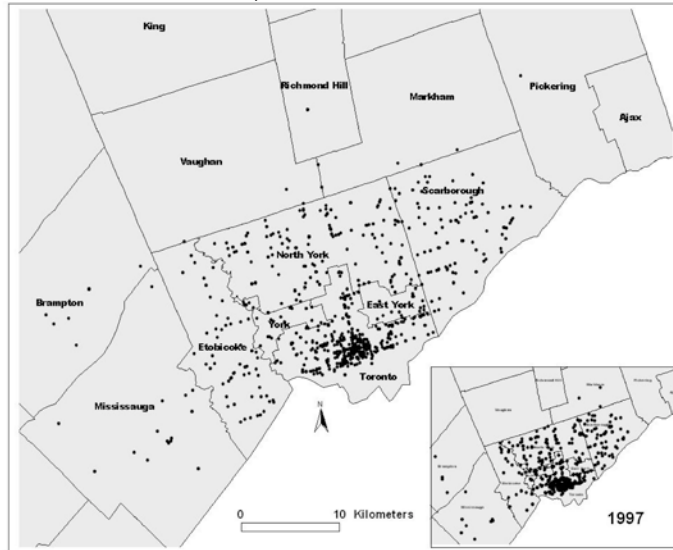 King
Richmond Hill
Markham
Pickering
Ajax
Vaughan
Scarborough
North York
Brampton
East York
York
Etobicoke
Toronto
Mississauga
N
0 10 Kilometers
1997